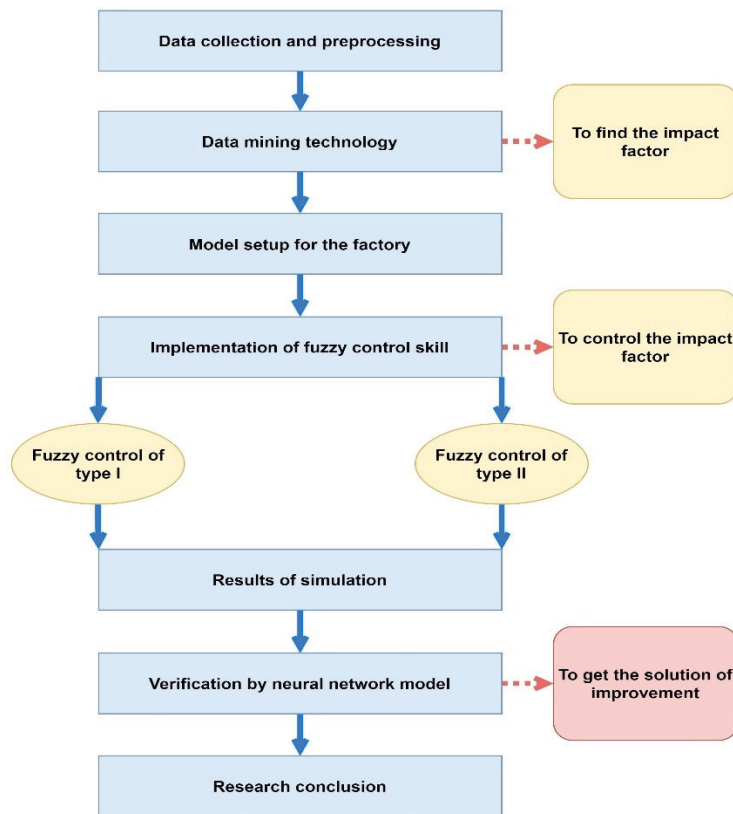 Data collection and preprocessing
Data mining technology
To find the impact
factor
Model setup for the factory
Implementation of fuzzy control skill
To control the impact
factor
Fuzzy control of
type I
Fuzzy control of
type II
Results of simulation
Verification by neural network model
To get the solution of
improvement
Research conclusion